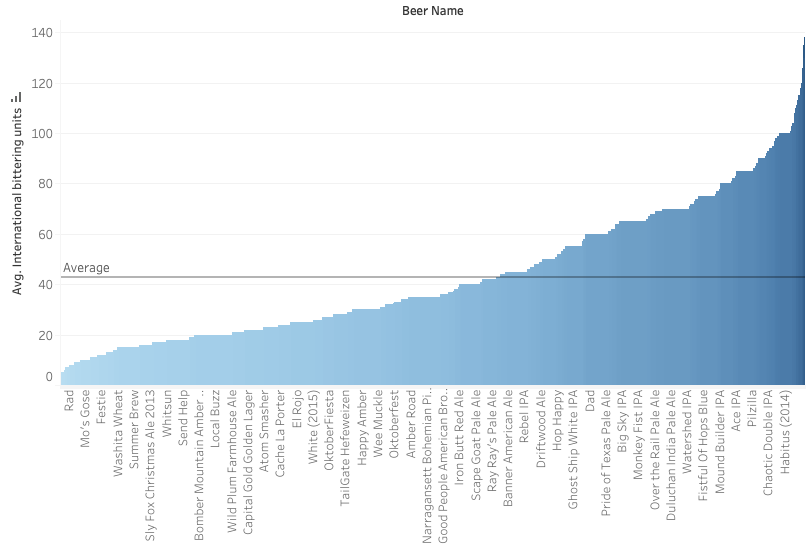 Beer Name
Avg. International bittering units
140
120
100
80
60
40
20
0
Average
Rad
Mo's Gose
Festie
Washita Wheat
Summer Brew
Sly Fox Christmas Ale 2013
Whitsun
Send Help
Bomber Mountain Amber ..
Local Buzz
Wild Plum Farmhouse Ale
Capital Gold Golden Lager
Atom Smasher
Cache La Porter
El Rojo
White (2015)
OktoberFiesta
TailGate Hefeweizen
Happy Amber
Wee Muckle
Oktoberfest
Amber Road
Narragansett Bohemian Pi..
Good People American Bro..
Iron Butt Red Ale
Scape Goat Pale Ale
Ray Ray's Pale Ale
Banner American Ale
Rebel IPA
Driftwood Ale
Hop Happy
Ghost Ship White IPA
Dad
Pride of Texas Pale Ale
Big Sky IPA
Monkey Fist IPA
Over the Rail Pale Ale
Duluchan India Pale Ale
Watershed IPA
Fistful Of Hops Blue
Mound Builder IPA
Ace IPA
Pilzilla
Chaotic Double IPA
Habitus (2014)